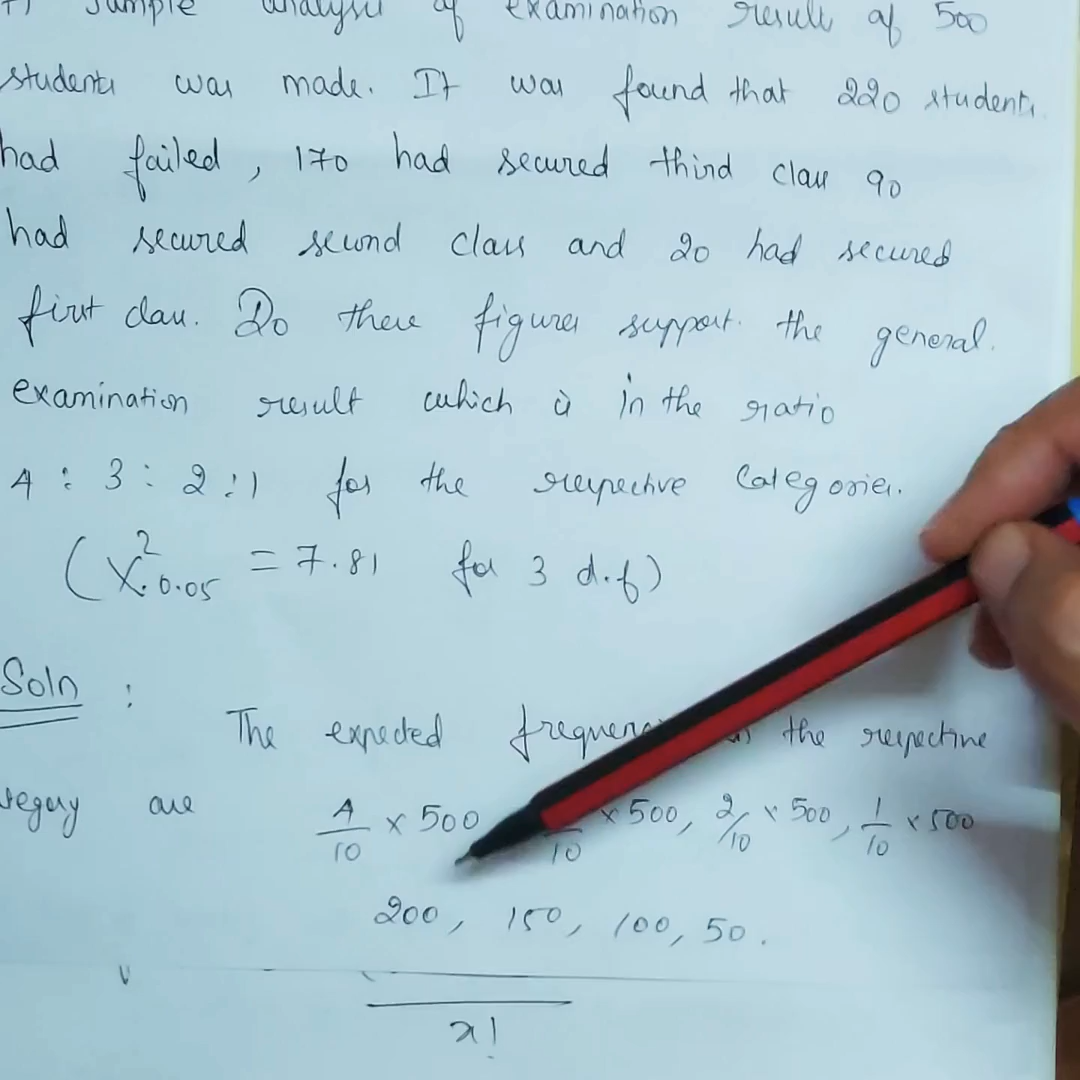 sample analysis of examination result of 500
students was made. It was found that 220 students
had failed, 170 had secured third class 90
had secured second class and 20 had secured
first class. Do these figures support the general
examination result which is in the ratio
4 : 3 : 2 : 1 for the respective Categories.
(χ²0.05 = 7.81 for 3 d.f)
Soln :
The expected the respective
are 4/10 × 500 /10 × 500, 2/10 × 500, 1/10 × 500
200, 150, 100, 50.
x!